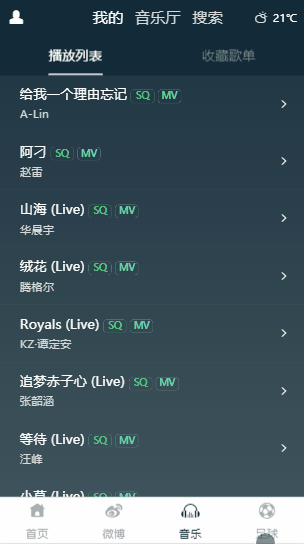 我的 音乐厅 搜索 21℃
播放列表 收藏歌单
给我一个理由忘记 SQ MV
A-Lin
阿刁 SQ MV
赵雷
山海 (Live) SQ MV
华晨宇
绒花 (Live) SQ MV
腾格尔
Royals (Live) SQ MV
KZ·谭定安
追梦赤子心 (Live) SQ MV
张韶涵
等待 (Live) SQ MV
汪峰
小草 (Live) SQ MV
首页 微博 音乐 足球